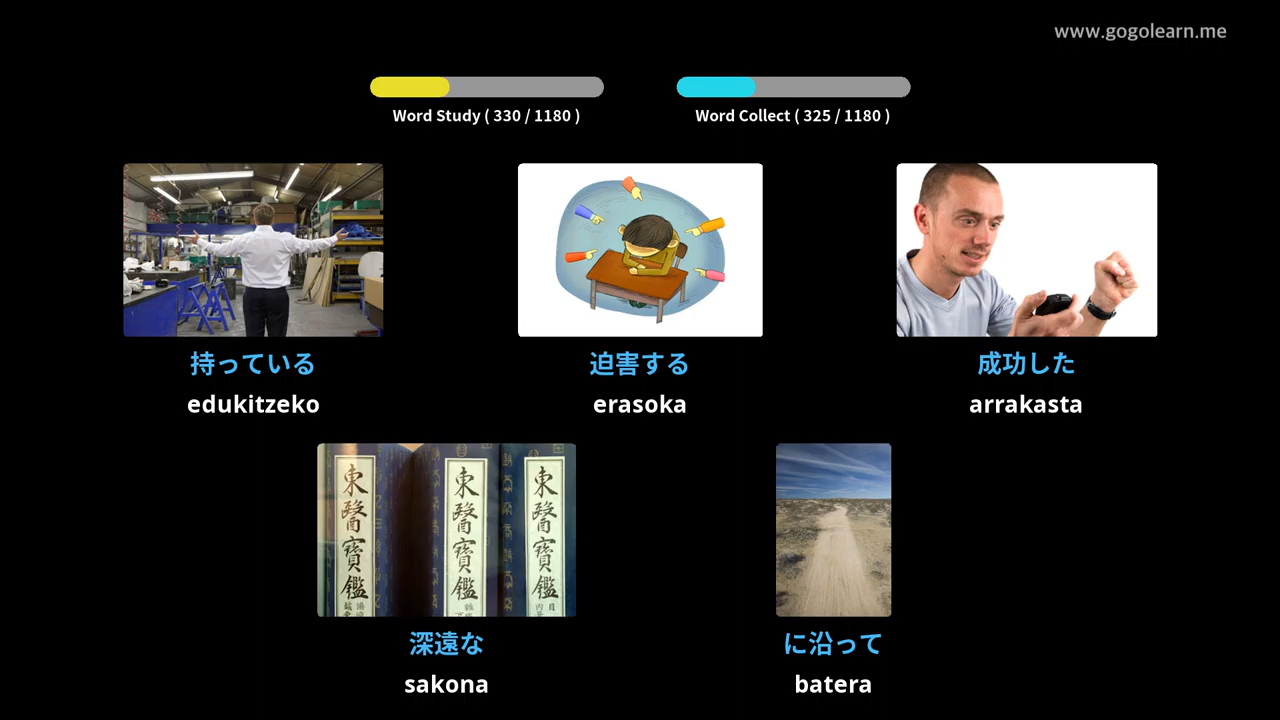 www.gogolearn.me
Word Study ( 330 / 1180 )
Word Collect ( 325 / 1180 )
持っている
edukitzeko
迫害する
erasoka
成功した
arrakasta
東醫寶鑑
東醫寶鑑
東醫寶鑑
深遠な
sakona
に沿って
batera